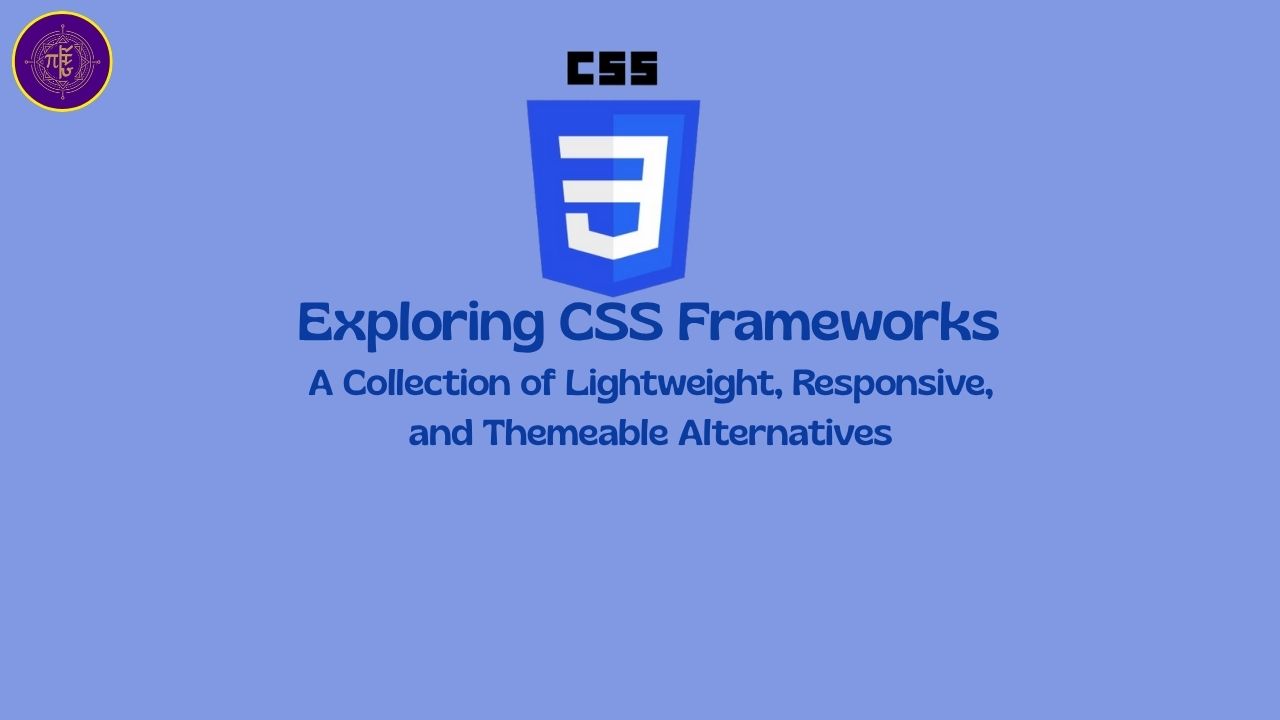 CSS
3
Exploring CSS Frameworks
A Collection of Lightweight, Responsive,
and Themeable Alternatives